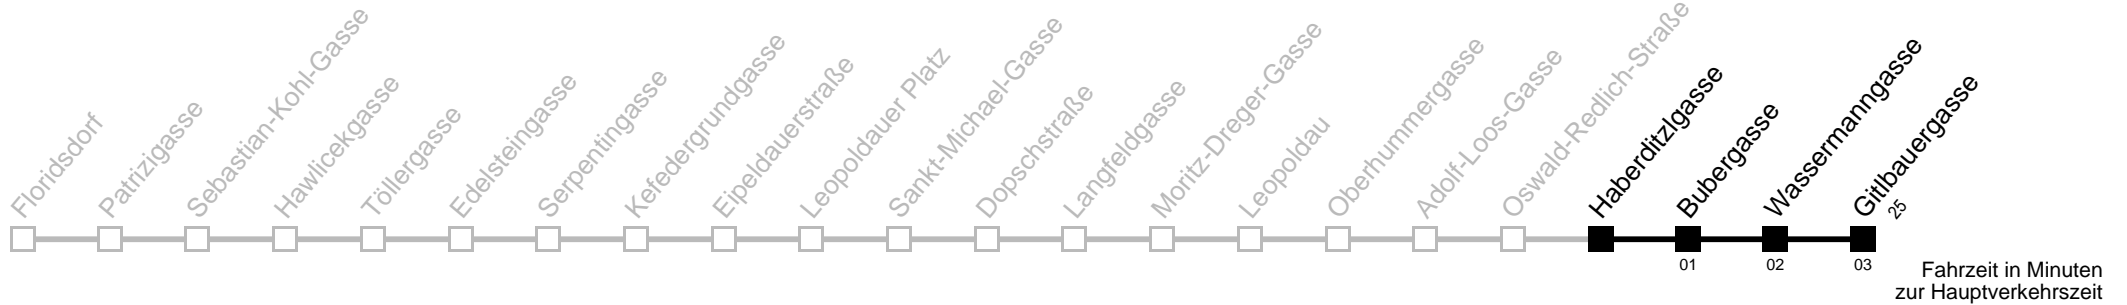 Floridsdorf
Patrizigasse
Sebastian-Kohl-Gasse
Hawlicekgasse
Töllergasse
Edelsteingasse
Serpentingasse
Kefedergrundgasse
Eipeldauerstraße
Leopoldauer Platz
Sankt-Michael-Gasse
Dopschstraße
Langfeldgasse
Moritz-Dreger-Gasse
Leopoldau
Oberhummergasse
Adolf-Loos-Gasse
Oswald-Redlich-Straße
Haberditzlgasse
Bubergasse
Wassermanngasse
Gitlbauergasse
25
01
02
03
Fahrzeit in Minuten
zur Hauptverkehrszeit